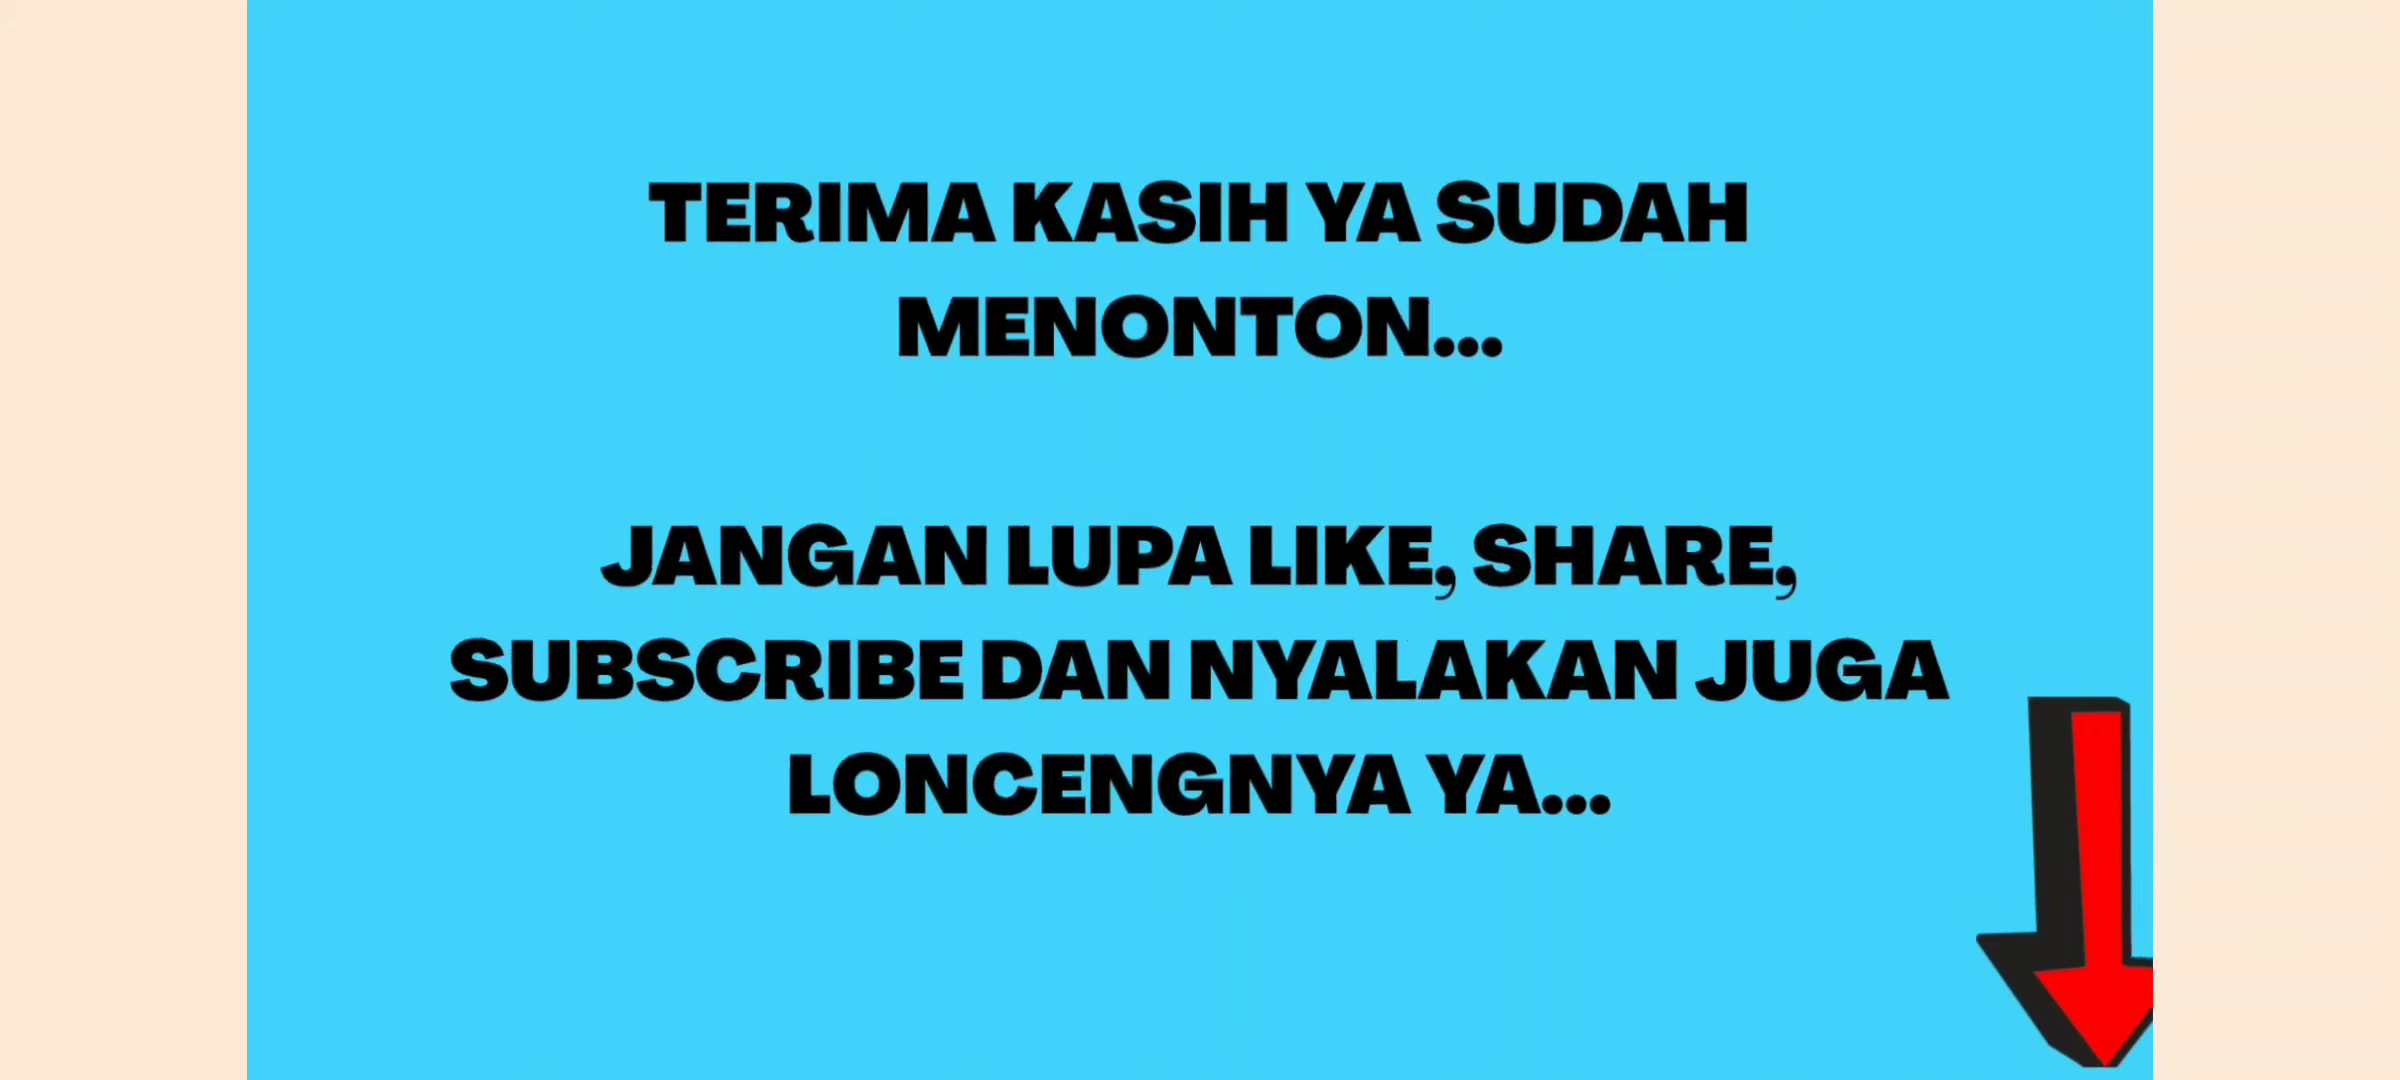 TERIMA KASIH YA SUDAH
MENONTON...
JANGAN LUPA LIKE, SHARE,
SUBSCRIBE DAN NYALAKAN JUGA
LONCENGNYA YA...